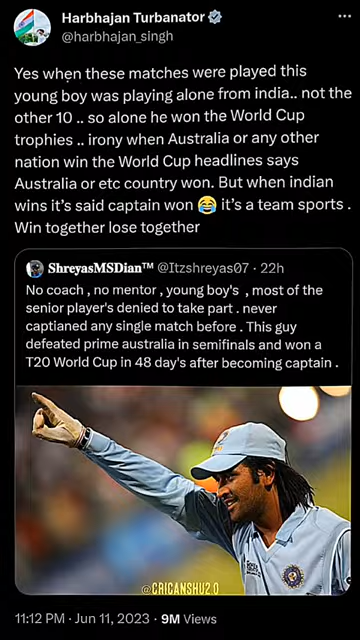 Harbhajan Turbanator
@harbhajan_singh
Yes when these matches were played this
young boy was playing alone from india.. not the
other 10 .. so alone he won the World Cup
trophies .. irony when Australia or any other
nation win the World Cup headlines says
Australia or etc country won. But when indian
wins it’s said captain won 😂 it’s a team sports .
Win together lose together
ShreyasMSDian™ @Itzshreyas07 · 22h
No coach , no mentor , young boy's , most of the
senior player's denied to take part . never
captianed any single match before . This guy
defeated prime australia in semifinals and won a
T20 World Cup in 48 day's after becoming captain .
@CRICANSHU2.0
11:12 PM · Jun 11, 2023 · 9M Views